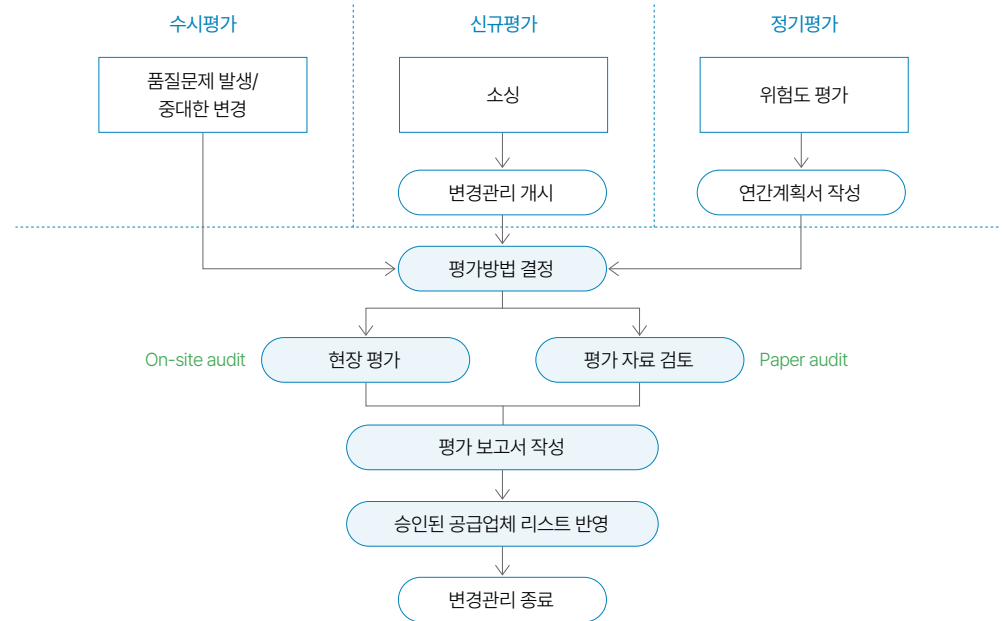 수시평가
신규평가
정기평가
품질문제 발생/
중대한 변경
소싱
위험도 평가
변경관리 개시
연간계획서 작성
평가방법 결정
On-site audit
현장 평가
평가 자료 검토
Paper audit
평가 보고서 작성
승인된 공급업체 리스트 반영
변경관리 종료